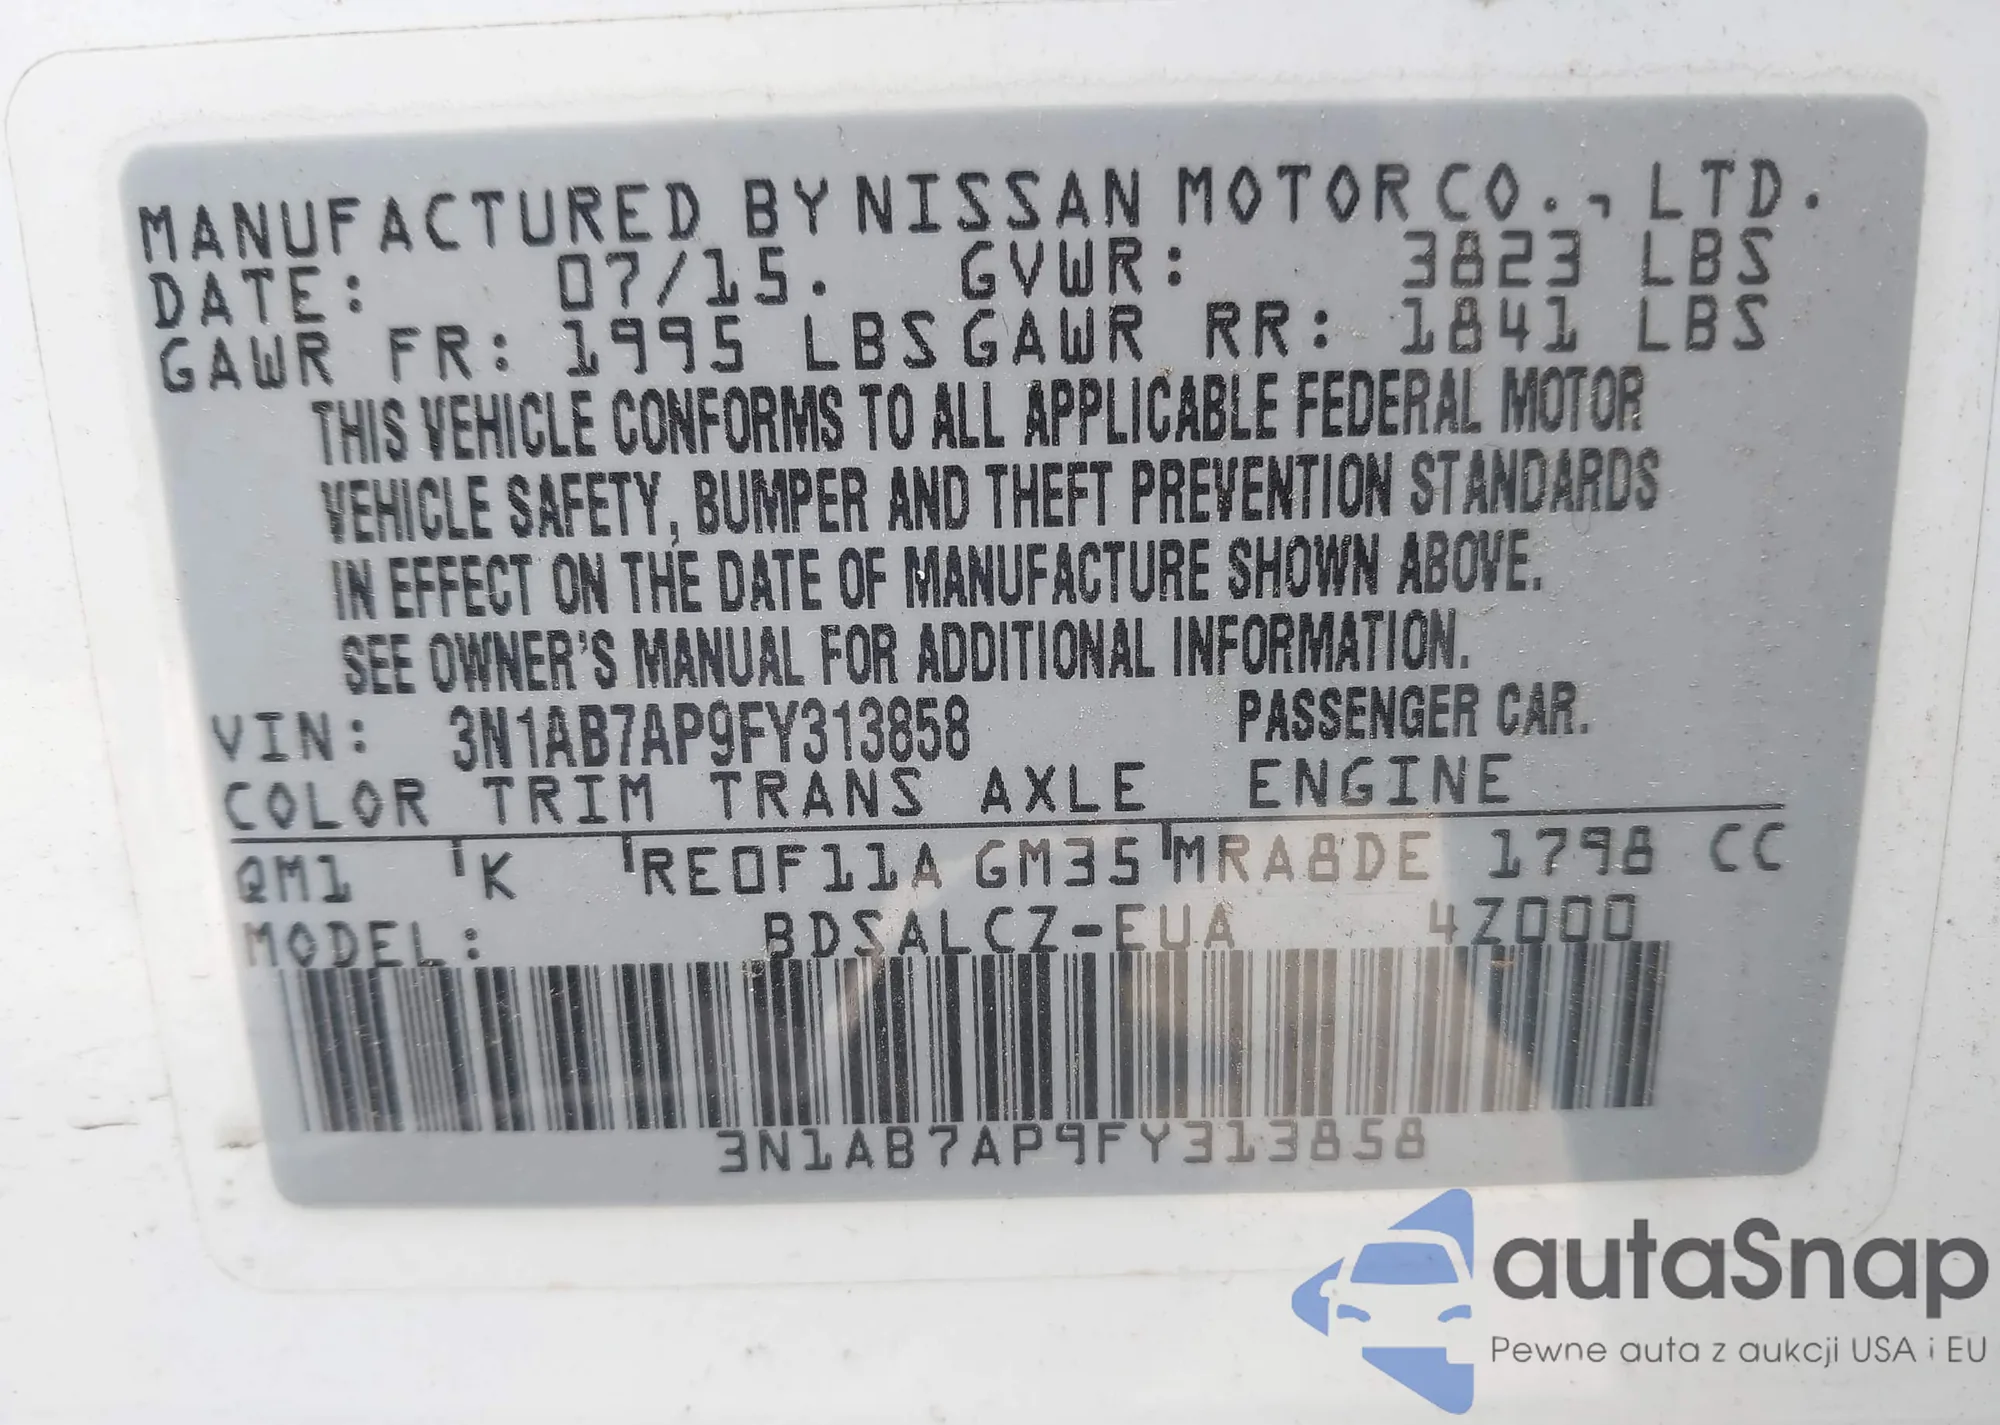 MANUFACTURED BY NISSAN MOTOR CO., LTD.
DATE: 07/15. GVWR: 3823 LBS
GAWR FR: 1995 LBS GAWR RR: 1841 LBS
THIS VEHICLE CONFORMS TO ALL APPLICABLE FEDERAL MOTOR
VEHICLE SAFETY, BUMPER AND THEFT PREVENTION STANDARDS
IN EFFECT ON THE DATE OF MANUFACTURE SHOWN ABOVE.
SEE OWNER'S MANUAL FOR ADDITIONAL INFORMATION.
VIN: 3N1AB7AP9FY313858 PASSENGER CAR.
COLOR TRIM TRANS AXLE ENGINE
QM1 K RE0F11A GM35 MRA8DE 1798 CC
MODEL: BDSALCZ-EUA 4Z000
3N1AB7AP9FY313858
autaSnap
Pewne auta z aukcji USA i EU